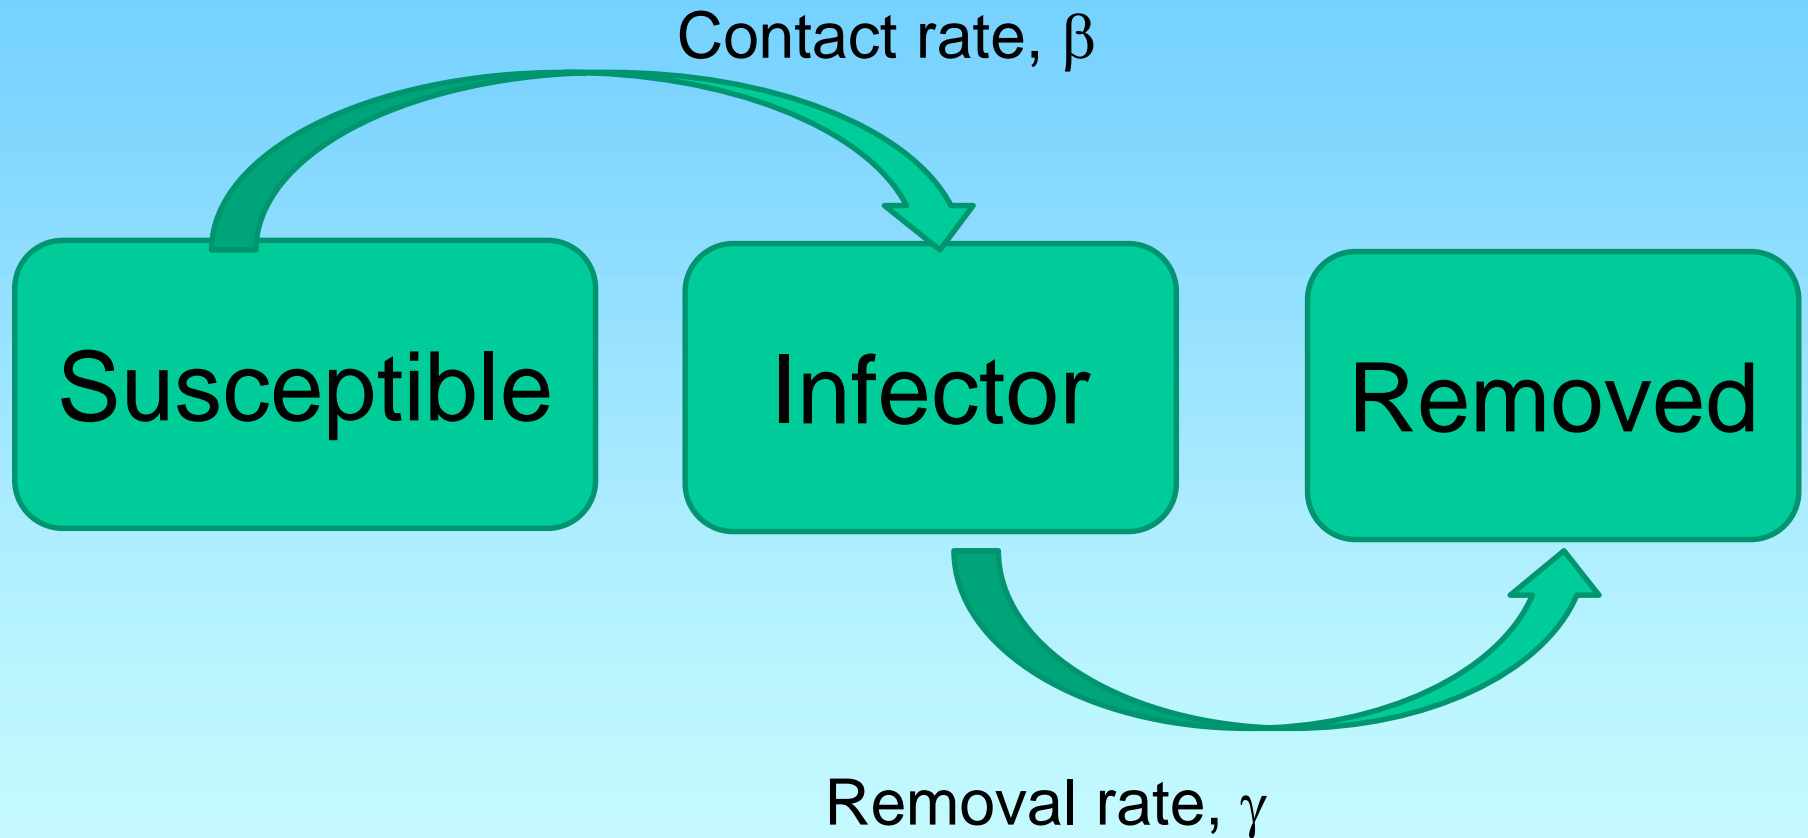 Contact rate, β
Susceptible
Infector
Removed
Removal rate, γ